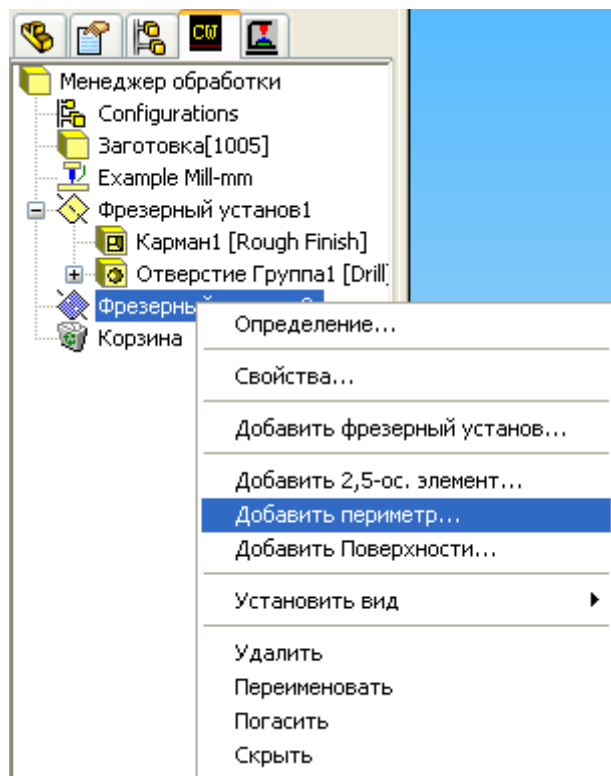 CW
Менеджер обработки
Configurations
Заготовка[1005]
Example Mill-mm
Фрезерный установ1
Карман1 [Rough Finish]
Отверстие Группа1 [Drill]
Определение...
Свойства...
Добавить фрезерный установ...
Добавить 2,5-ос. элемент...
Добавить периметр...
Добавить Поверхности...
Установить вид
Удалить
Переименовать
Погасить
Скрыть
Корзина